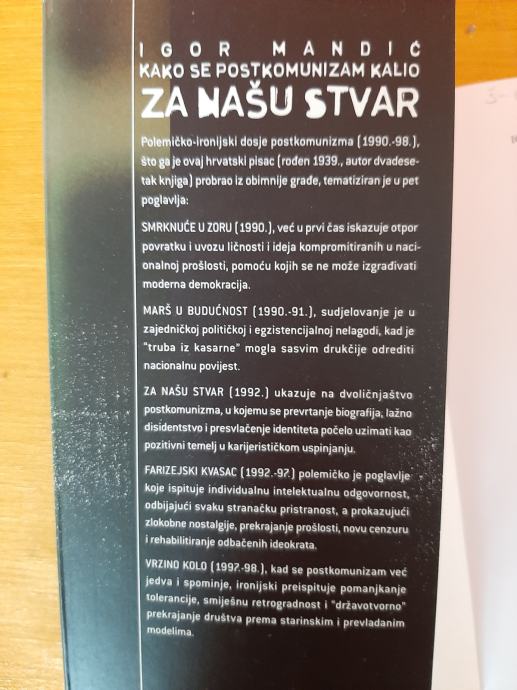 IGOR MANDIĆ
KAKO SE POSTKOMUNIZAM KALIO
ZA NAŠU STVAR
Polemičko-ironijski dosje postkomunizma (1990.-98.),
što ga je ovaj hrvatski pisac (rođen 1939., autor dvadese-
tak knjiga) probrao iz obimnije građe, tematiziran je u pet
poglavlja:
SMRKNUĆE U ZORU (1990.), već u prvi čas iskazuje otpor
povratku i uvozu ličnosti i ideja kompromitiranih u naci-
onalnoj prošlosti, pomoću kojih se ne može izgrađivati
moderna demokracija.
MARŠ U BUDUĆNOST (1990.-91.), sudjelovanje je u
zajedničkoj političkoj i egzistencijalnoj nelagodi, kad je
"truba iz kasarne" mogla sasvim drukčije odrediti
nacionalnu povijest.
ZA NAŠU STVAR (1992.) ukazuje na dvoličnjaštvo
postkomunizma, u kojemu se prevrtanje biografija, lažno
disidentstvo i presvlačenje identiteta počelo uzimati kao
pozitivni temelj u karijerističkom uspinjanju.
FARIZEJSKI KVASAC (1992.-97.) polemičko je poglavlje
koje ispituje individualnu intelektualnu odgovornost,
odbijajući svaku stranačku pristranost, a prokazujući
zlokobne nostalgije, prekrajanje prošlosti, novu cenzuru
i rehabilitiranje odbačenih ideokrata.
VRZINO KOLO (1997.-98.), kad se postkomunizam već
jedva i spominje, ironijski preispituje pomanjkanje
tolerancije, smiješnu retrogradnost i "državotvorno"
prekrajanje društva prema starinskim i prevladanim
modelima.